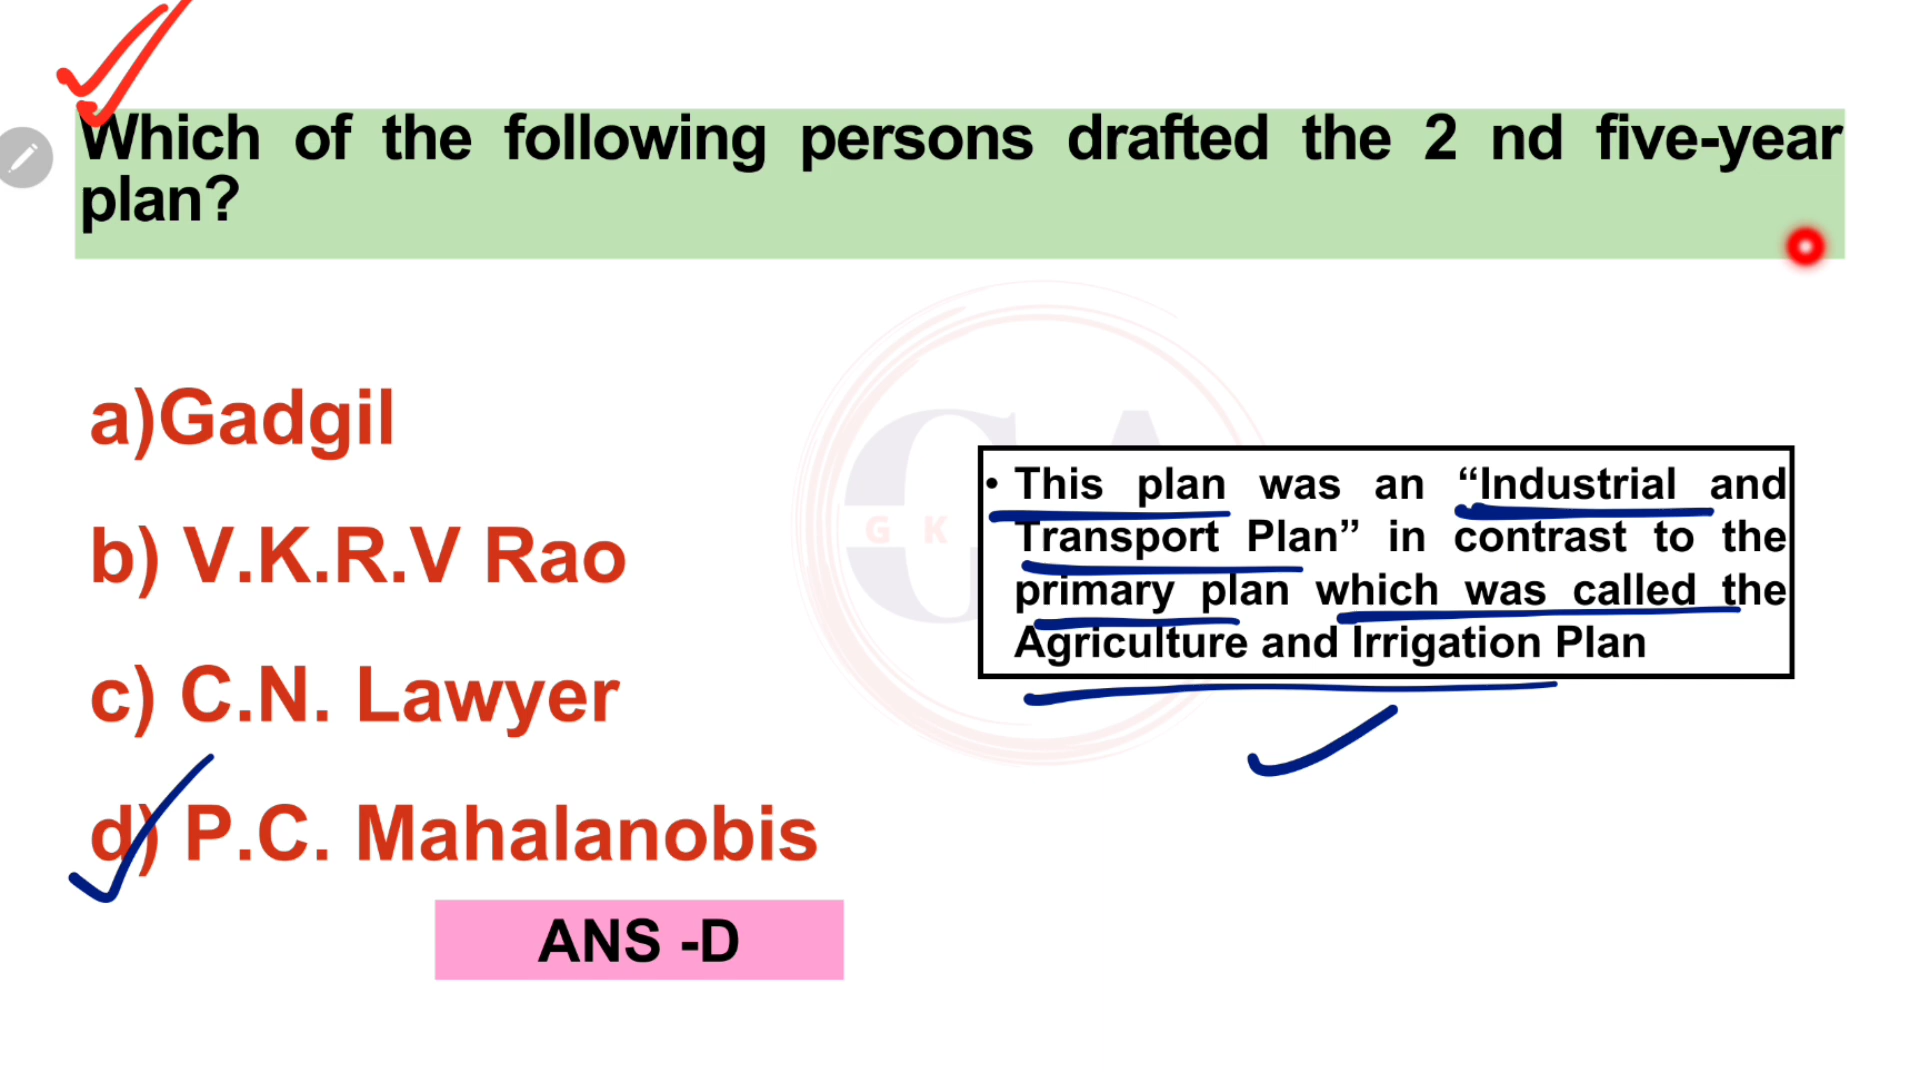 Which of the following persons drafted the 2 nd five-year
plan?
a)Gadgil
b) V.K.R.V Rao
c) C.N. Lawyer
d) P.C. Mahalanobis
ANS -D
• This plan was an “Industrial and
Transport Plan” in contrast to the
primary plan which was called the
Agriculture and Irrigation Plan
G K